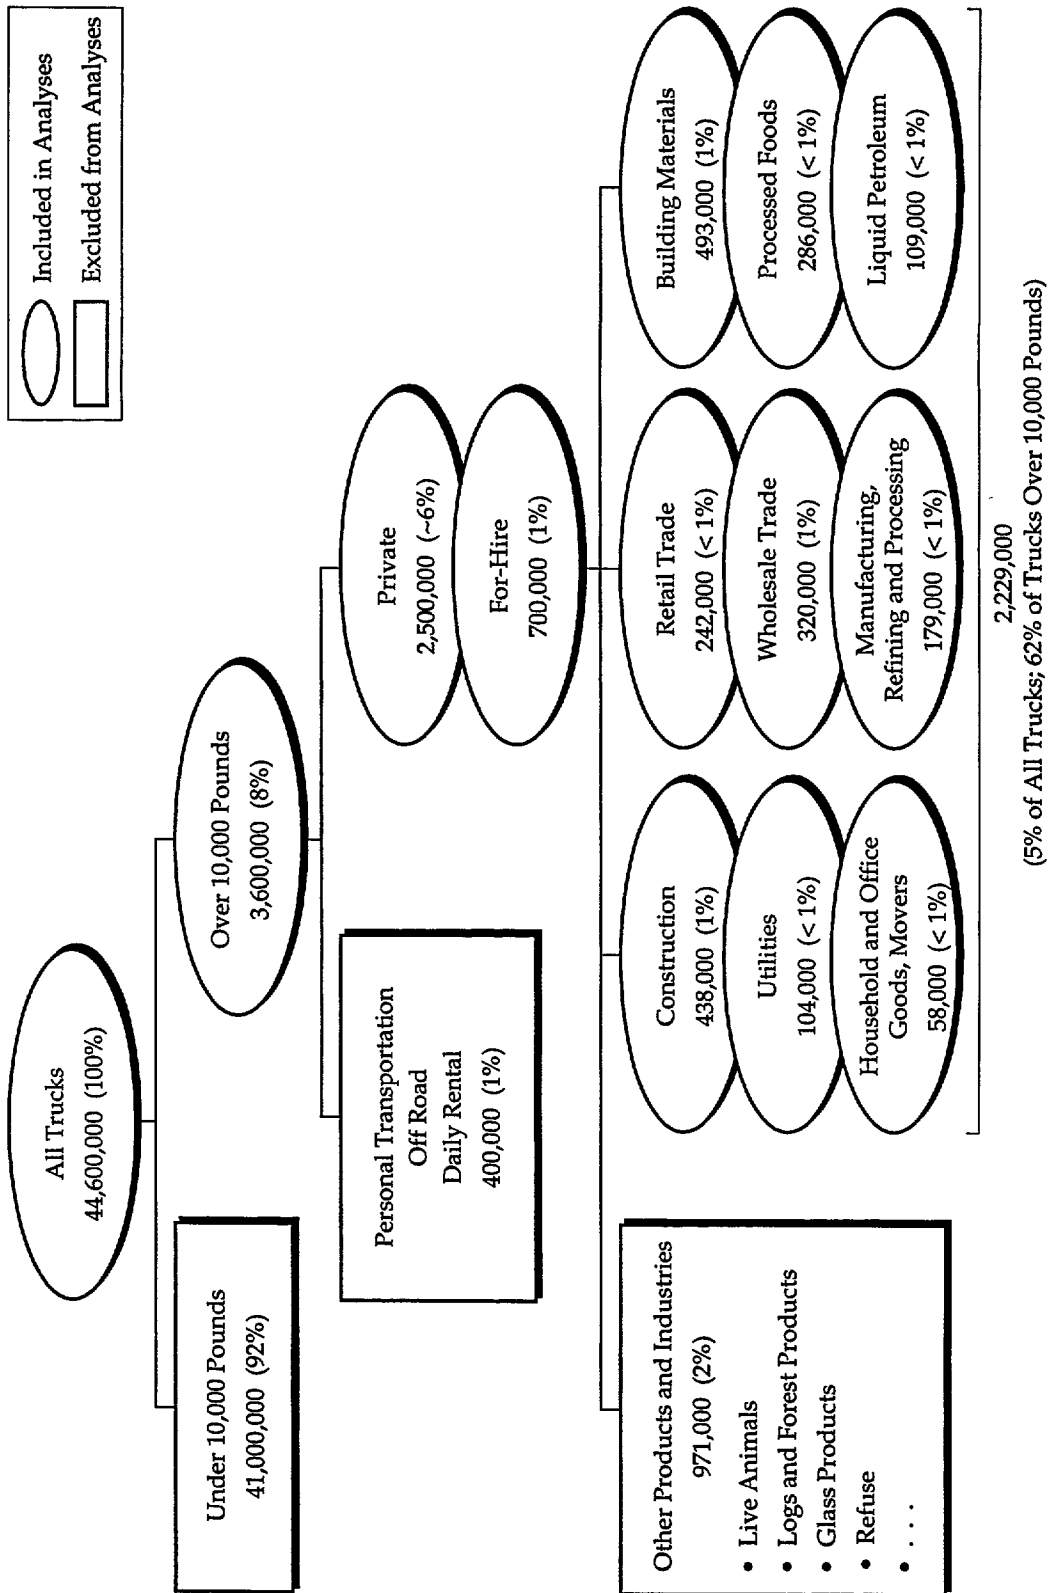 Included in Analyses
Excluded from Analyses
All Trucks
44,600,000 (100%)
Under 10,000 Pounds
41,000,000 (92%)
Over 10,000 Pounds
3,600,000 (8%)
Personal Transportation
Off Road
Daily Rental
400,000 (1%)
Private
2,500,000 (~6%)
For-Hire
700,000 (1%)
Other Products and Industries
971,000 (2%)
• Live Animals
• Logs and Forest Products
• Glass Products
• Refuse
• . . .
Construction
438,000 (1%)
Utilities
104,000 (< 1%)
Household and Office
Goods, Movers
58,000 (< 1%)
Retail Trade
242,000 (< 1%)
Wholesale Trade
320,000 (1%)
Manufacturing,
Refining and Processing
179,000 (< 1%)
Building Materials
493,000 (1%)
Processed Foods
286,000 (< 1%)
Liquid Petroleum
109,000 (< 1%)
2,229,000
(5% of All Trucks; 62% of Trucks Over 10,000 Pounds)